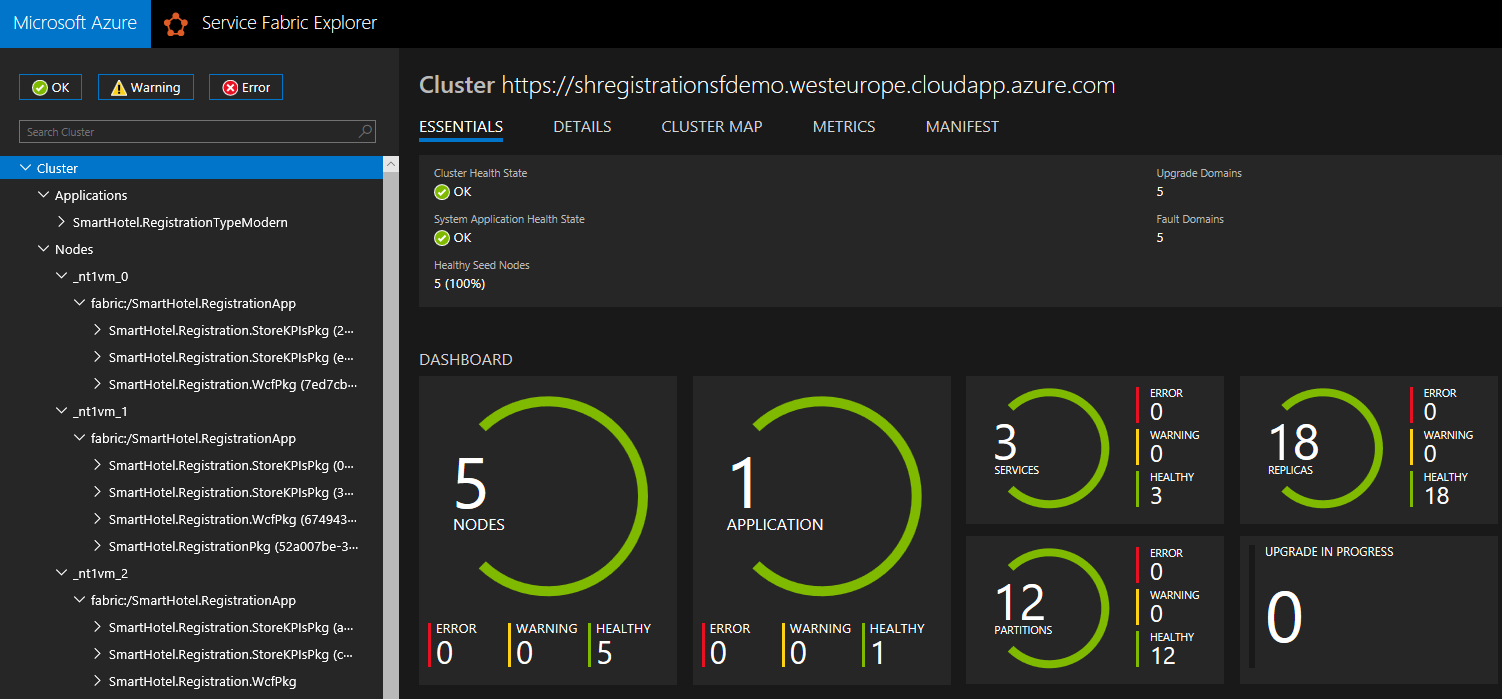 Microsoft Azure
Service Fabric Explorer
OK
Warning
Error
Search Cluster
Cluster
Applications
SmartHotel.RegistrationTypeModern
Nodes
_nt1vm_0
fabric:/SmartHotel.RegistrationApp
SmartHotel.Registration.StoreKPIsPkg (2...
SmartHotel.Registration.StoreKPIsPkg (e...
SmartHotel.Registration.WcfPkg (7ed7cb...
_nt1vm_1
fabric:/SmartHotel.RegistrationApp
SmartHotel.Registration.StoreKPIsPkg (0...
SmartHotel.Registration.StoreKPIsPkg (3...
SmartHotel.Registration.WcfPkg (674943...
SmartHotel.RegistrationPkg (52a007be-3...
_nt1vm_2
fabric:/SmartHotel.RegistrationApp
SmartHotel.Registration.StoreKPIsPkg (a...
SmartHotel.Registration.StoreKPIsPkg (c...
SmartHotel.Registration.WcfPkg
Cluster https://shregistrationsfdemo.westeurope.cloudapp.azure.com
ESSENTIALS DETAILS CLUSTER MAP METRICS MANIFEST
Cluster Health State
OK
System Application Health State
OK
Healthy Seed Nodes
5 (100%)
Upgrade Domains
5
Fault Domains
5
DASHBOARD
5
NODES
ERROR
0
WARNING
0
HEALTHY
5
1
APPLICATION
ERROR
0
WARNING
0
HEALTHY
1
3
SERVICES
ERROR
0
WARNING
0
HEALTHY
3
18
REPLICAS
ERROR
0
WARNING
0
HEALTHY
18
12
PARTITIONS
ERROR
0
WARNING
0
HEALTHY
12
UPGRADE IN PROGRESS
0